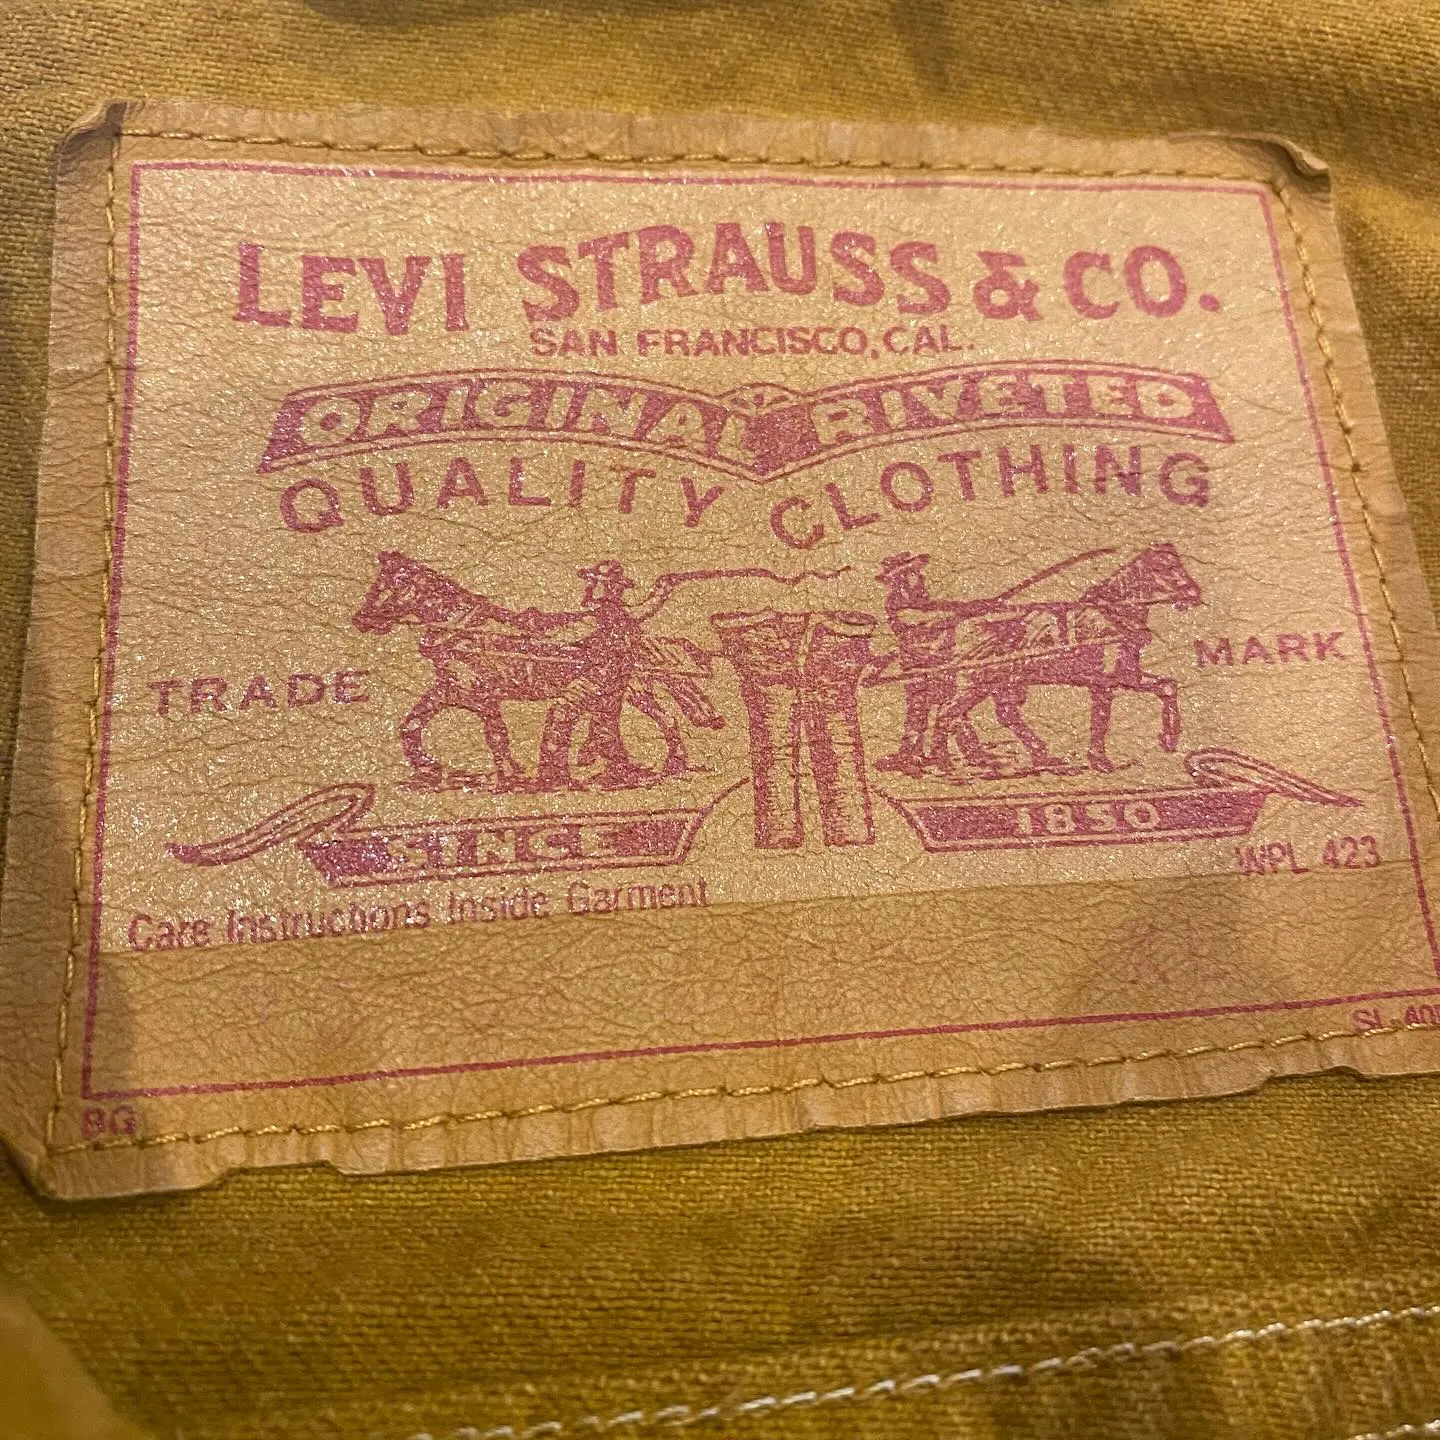 LEVI STRAUSS & CO.
SAN FRANCISCO, CAL.
ORIGINAL RIVETED
QUALITY CLOTHING
TRADE MARK
SINCE 1850
WPL 423
Care Instructions Inside Garment
BG